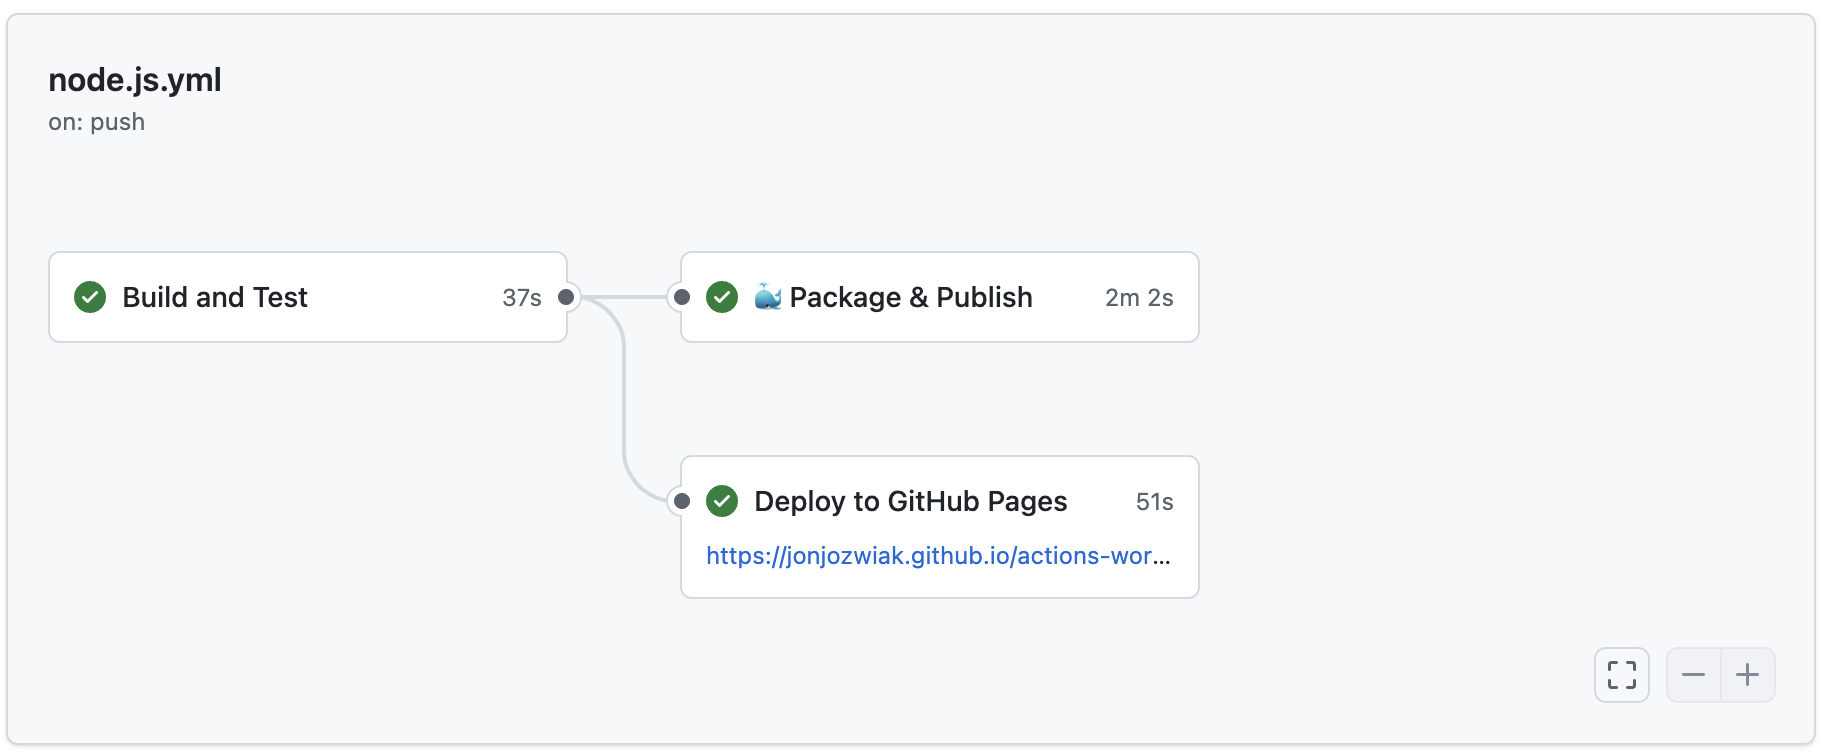 node.js.yml
on: push
Build and Test 37s
🐳 Package & Publish 2m 2s
Deploy to GitHub Pages 51s
https://jonjozwiak.github.io/actions-wor...